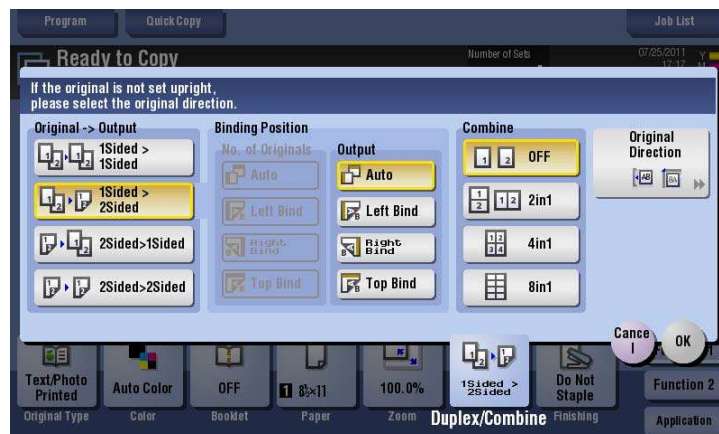 Program
Quick Copy
Job List
Ready to Copy
Number of Sets
07/25/2011
17:17
Y
M
If the original is not set upright,
please select the original direction.
Original -> Output
1Sided >
1Sided
1Sided >
2Sided
2Sided>1Sided
2Sided>2Sided
Binding Position
No. of Originals
Auto
Left Bind
Right
Bind
Top Bind
Output
Auto
Left Bind
Right
Bind
Top Bind
Combine
OFF
2in1
4in1
8in1
Original
Direction
Cance
l
OK
Text/Photo
Printed
Original Type
Auto Color
Color
OFF
Booklet
1 8½×11
Paper
100.0%
Zoom
1Sided >
2Sided
Duplex/Combine
Do Not
Staple
Finishing
Function 2
Application